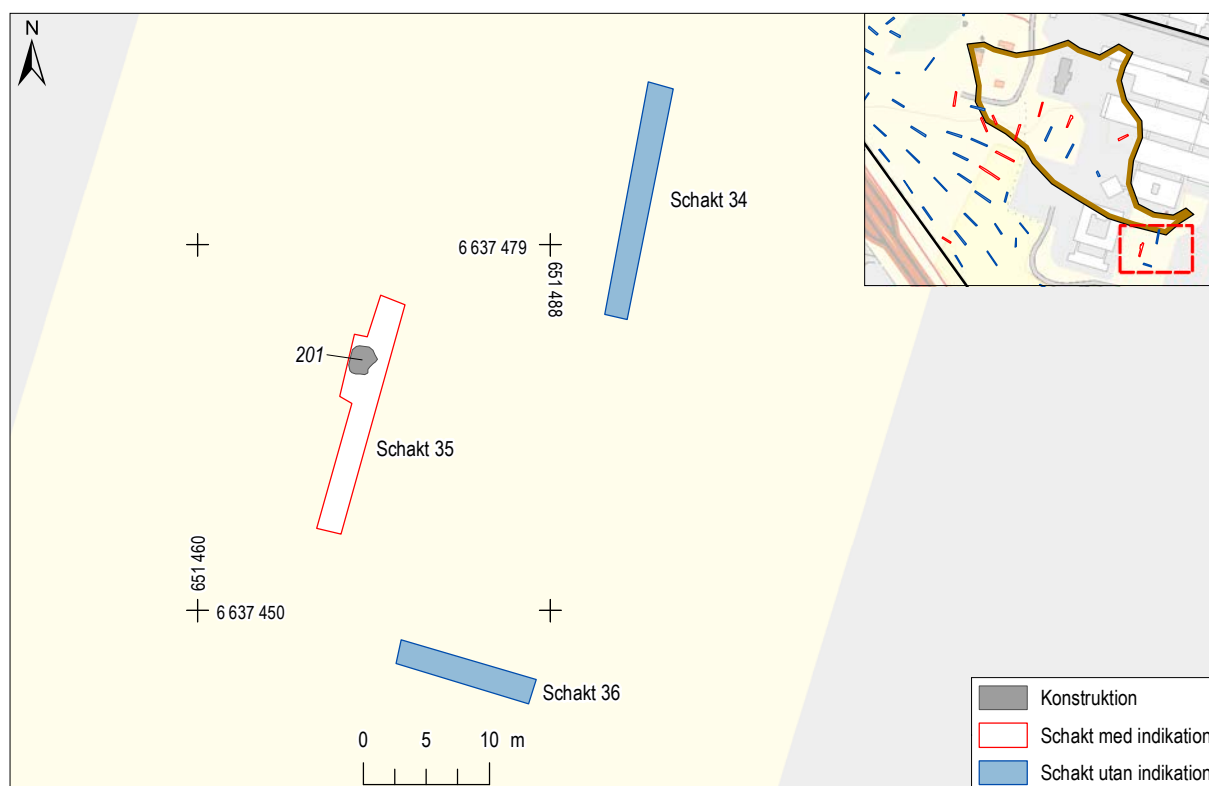 N
Schakt 34
6 637 479
651 488
201
Schakt 35
651 460
6 637 450
Schakt 36
0 5 10 m
Konstruktion
Schakt med indikation
Schakt utan indikation